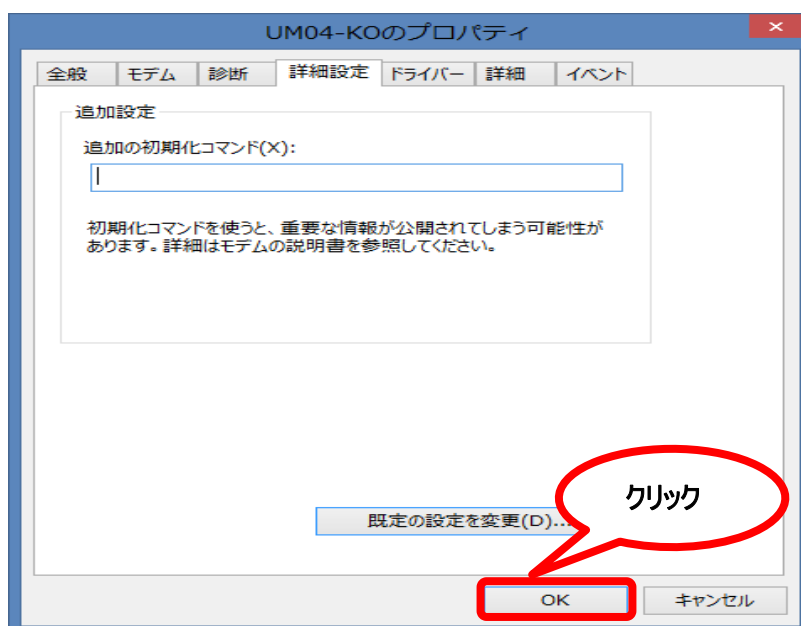 UM04-KOのプロパティ
×
全般 モデム 診断 詳細設定 ドライバー 詳細 イベント
追加設定
追加の初期化コマンド(X):
初期化コマンドを使うと、重要な情報が公開されてしまう可能性が
あります。詳細はモデムの説明書を参照してください。
クリック
既定の設定を変更(D)...
OK キャンセル